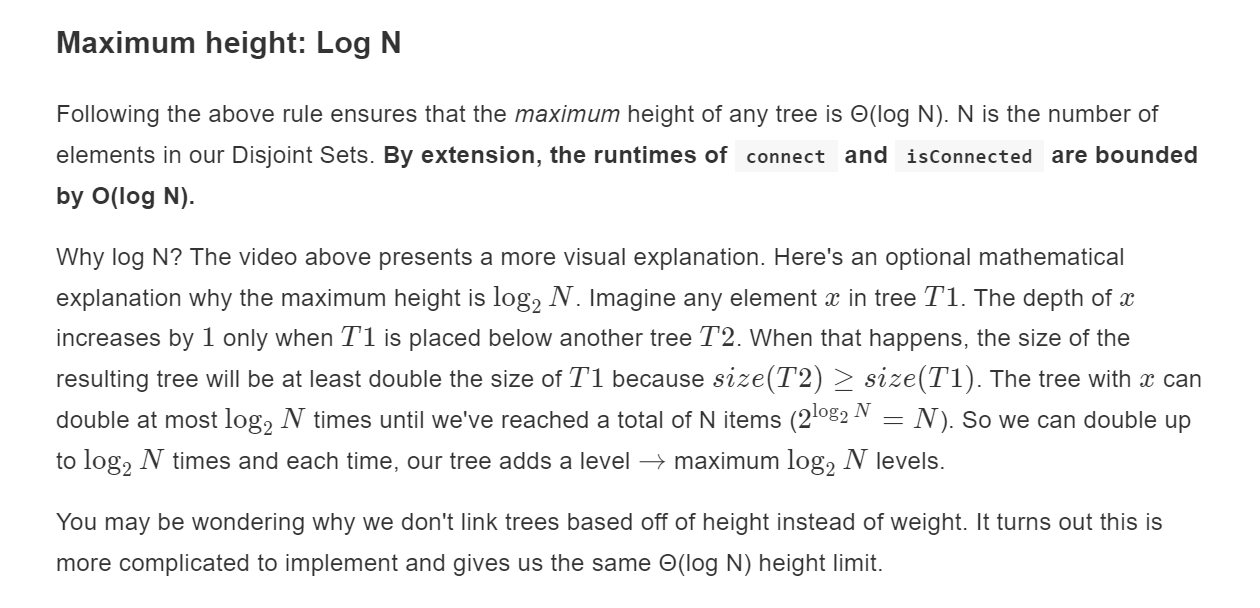 Maximum height: Log N
Following the above rule ensures that the maximum height of any tree is Θ(log N). N is the number of
elements in our Disjoint Sets. By extension, the runtimes of connect and isConnected are bounded
by O(log N).
Why log N? The video above presents a more visual explanation. Here's an optional mathematical
explanation why the maximum height is log₂ N. Imagine any element x in tree T1. The depth of x
increases by 1 only when T1 is placed below another tree T2. When that happens, the size of the
resulting tree will be at least double the size of T1 because size(T2) ≥ size(T1). The tree with x can
double at most log₂ N times until we've reached a total of N items (2^{log₂ N} = N). So we can double up
to log₂ N times and each time, our tree adds a level → maximum log₂ N levels.
You may be wondering why we don't link trees based off of height instead of weight. It turns out this is
more complicated to implement and gives us the same Θ(log N) height limit.